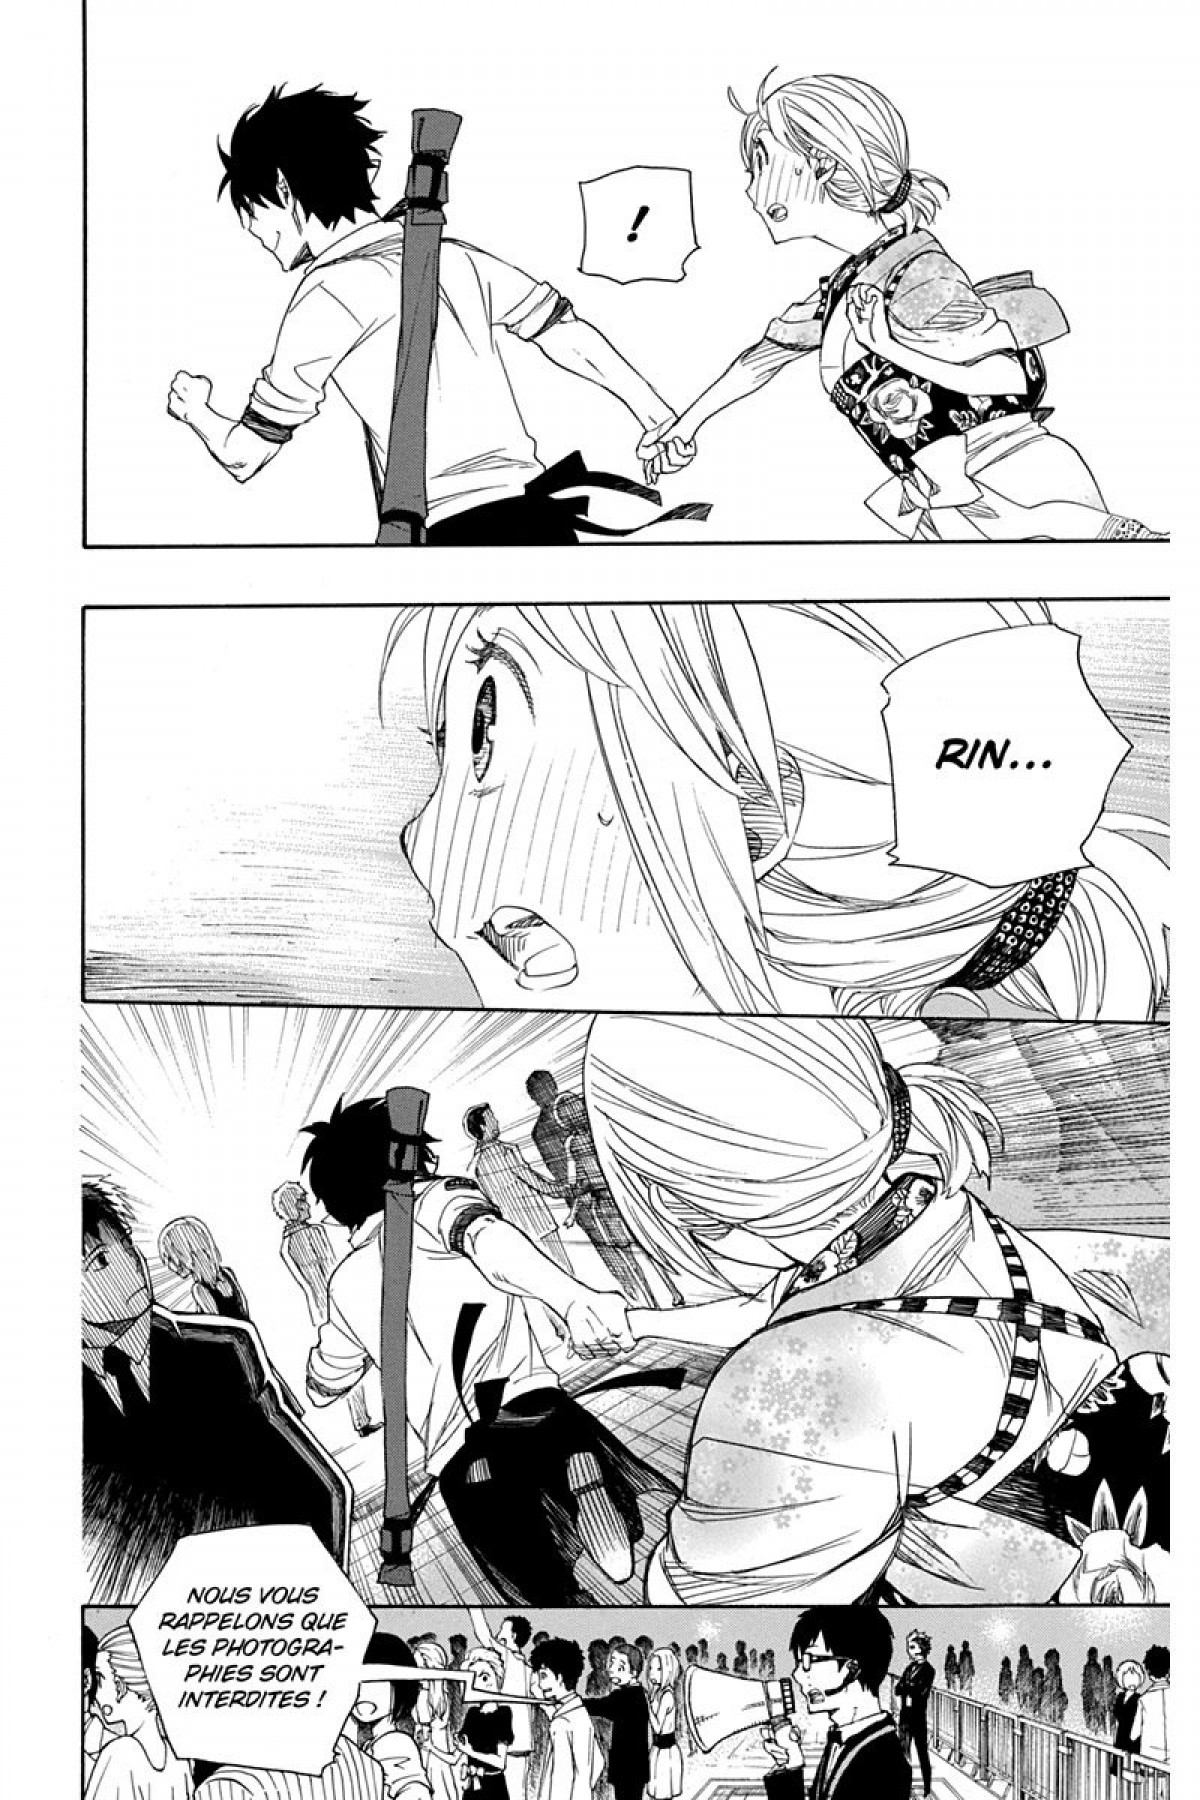 !
RIN...
NOUS VOUS
RAPPELONS QUE
LES PHOTOGRA-
PHIES SONT
INTERDITES !